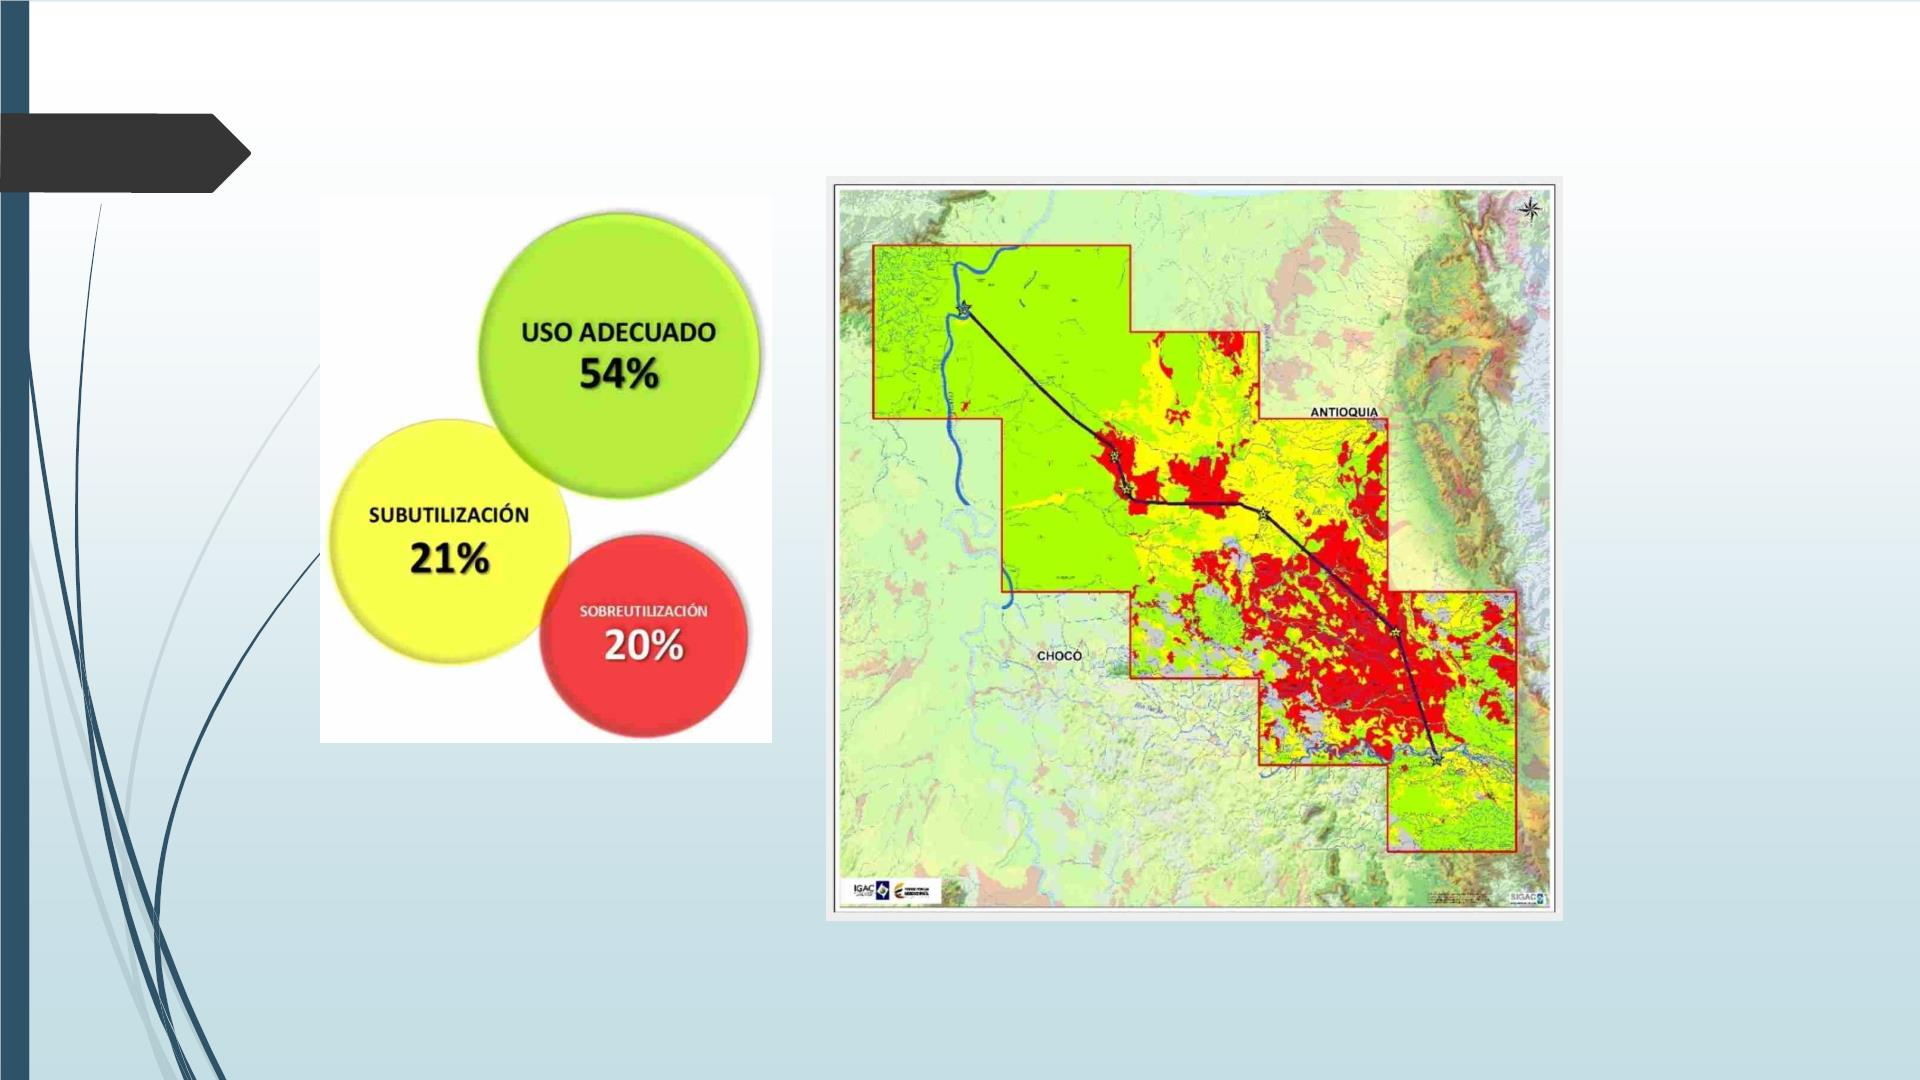 USO ADECUADO
54%
SUBUTILIZACIÓN
21%
SOBREUTILIZACIÓN
20%
ANTIOQUIA
CHOCÓ
IGAC
SIGAC